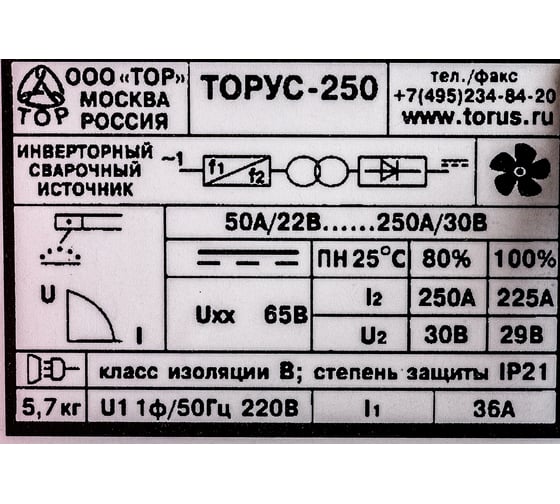 ТОР
ООО «ТОР»
МОСКВА
РОССИЯ
ТОРУС-250
тел./факс
+7(495)234-84-20
www.torus.ru
ИНВЕРТОРНЫЙ
СВАРОЧНЫЙ
ИСТОЧНИК
~1
f1
f2
50А/22В......250А/30В
ПН 25°С 80% 100%
U
I
Uxx 65В
I2 250А 225А
U2 30В 29В
класс изоляции В; степень защиты IP21
5,7 кг U1 1ф/50Гц 220В I1 36А